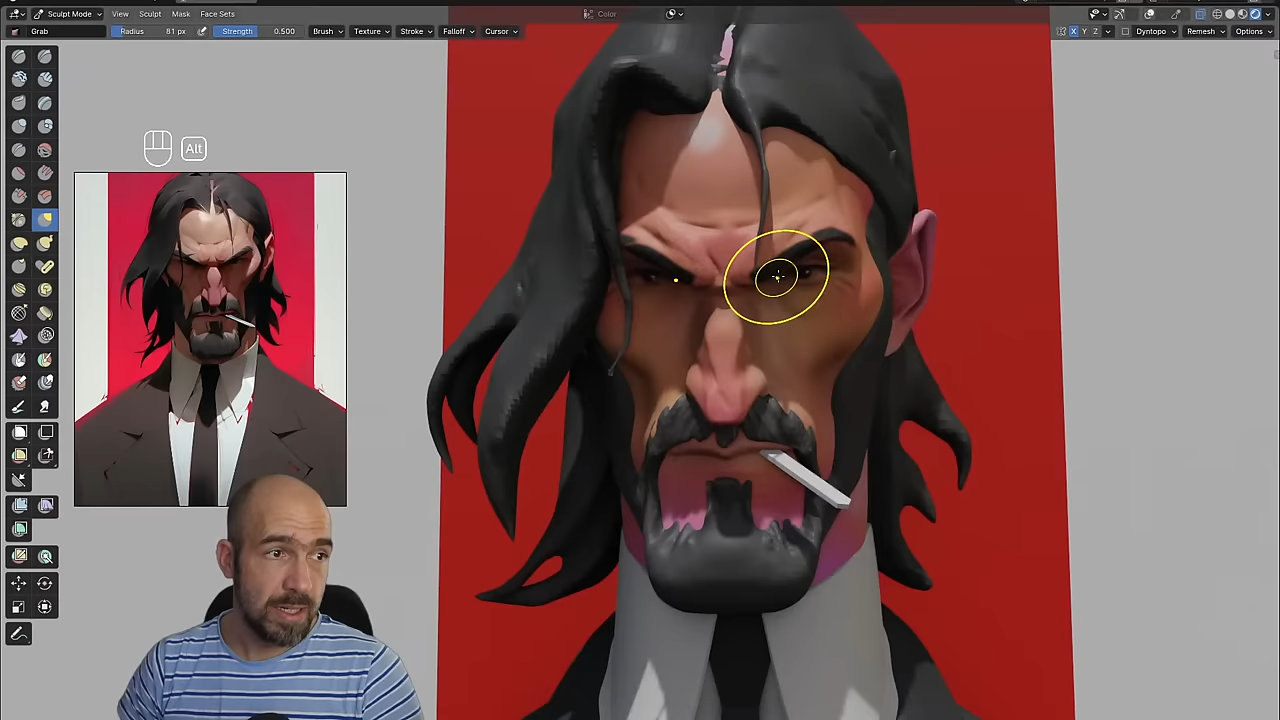 Sculpt Mode View Sculpt Mask Face Sets Color
Grab Radius 81 px Strength 0.500 Brush Texture Stroke Falloff Cursor X Y Z Dyntopo Remesh Options
Alt